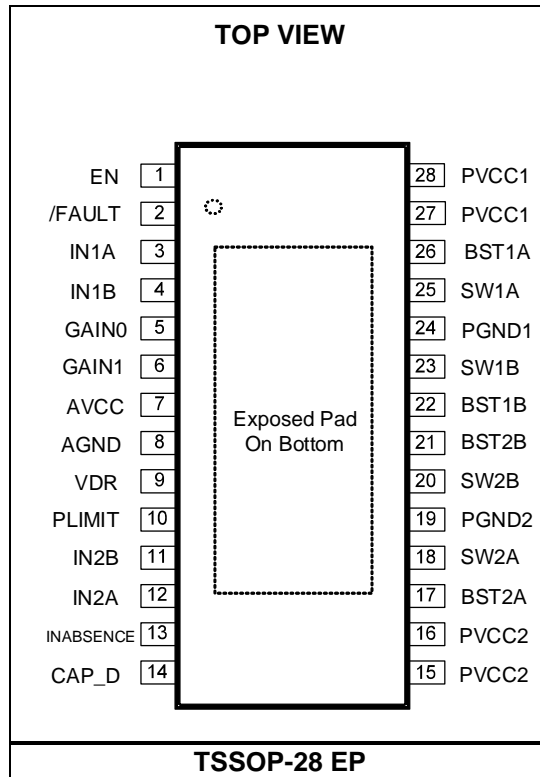 TOP VIEW
EN 1 28 PVCC1
/FAULT 2 27 PVCC1
IN1A 3 26 BST1A
IN1B 4 25 SW1A
GAIN0 5 24 PGND1
GAIN1 6 23 SW1B
AVCC 7 22 BST1B
AGND 8 21 BST2B
VDR 9 20 SW2B
PLIMIT 10 19 PGND2
IN2B 11 18 SW2A
IN2A 12 17 BST2A
INABSENCE 13 16 PVCC2
CAP_D 14 15 PVCC2
Exposed Pad
On Bottom
TSSOP-28 EP